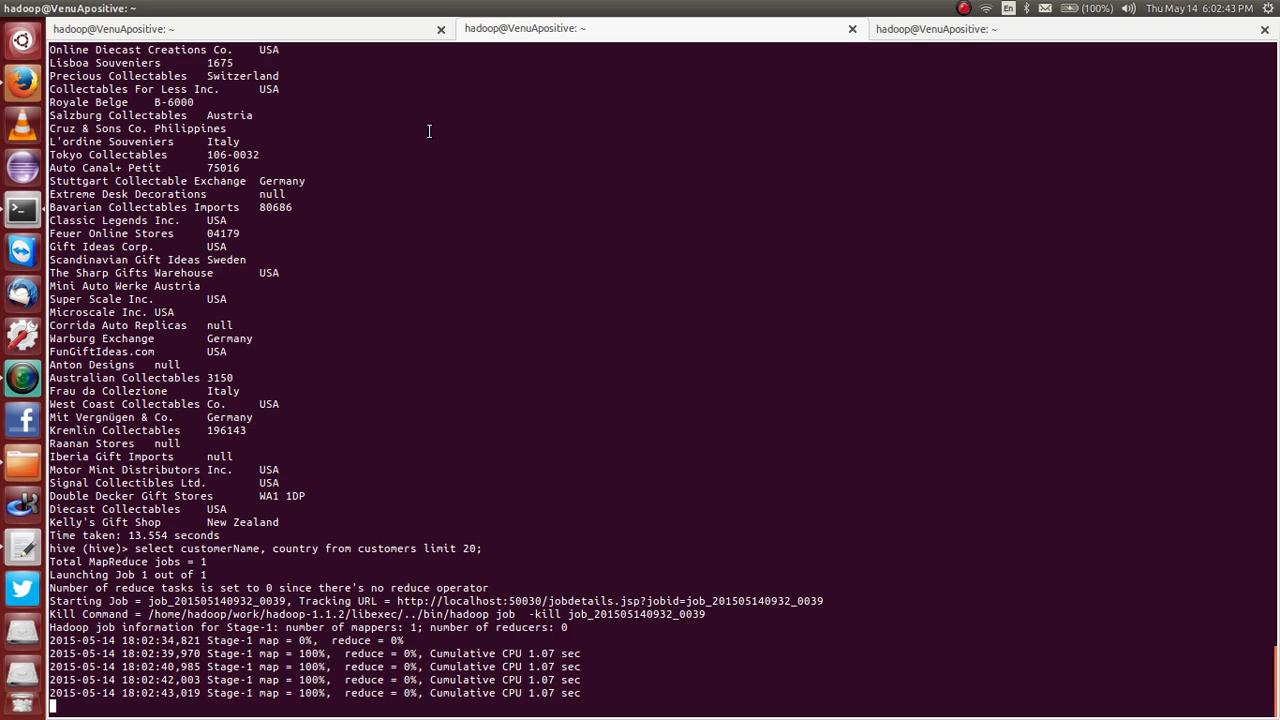 hadoop@VenuApositive: ~
En
(100%)
Thu May 14 6:02:43 PM
hadoop@VenuApositive: ~
hadoop@VenuApositive: ~
hadoop@VenuApositive: ~
Online Diecast Creations Co. USA
Lisboa Souveniers 1675
Precious Collectables Switzerland
Collectables For Less Inc. USA
Royale Belge B-6000
Salzburg Collectables Austria
Cruz & Sons Co. Philippines
L'ordine Souveniers Italy
Tokyo Collectables 106-0032
Auto Canal+ Petit 75016
Stuttgart Collectable Exchange Germany
Extreme Desk Decorations null
Bavarian Collectables Imports 80686
Classic Legends Inc. USA
Feuer Online Stores 04179
Gift Ideas Corp. USA
Scandinavian Gift Ideas Sweden
The Sharp Gifts Warehouse USA
Mini Auto Werke Austria
Super Scale Inc. USA
Microscale Inc. USA
Corrida Auto Replicas null
Warburg Exchange Germany
FunGiftIdeas.com USA
Anton Designs null
Australian Collectables 3150
Frau da Collezione Italy
West Coast Collectables Co. USA
Mit Vergnügen & Co. Germany
Kremlin Collectables 196143
Raanan Stores null
Iberia Gift Imports null
Motor Mint Distributors Inc. USA
Signal Collectibles Ltd. USA
Double Decker Gift Stores WA1 1DP
Diecast Collectables USA
Kelly's Gift Shop New Zealand
Time taken: 13.554 seconds
hive (hive)> select customerName, country from customers limit 20;
Total MapReduce jobs = 1
Launching Job 1 out of 1
Number of reduce tasks is set to 0 since there's no reduce operator
Starting Job = job_201505140932_0039, Tracking URL = http://localhost:50030/jobdetails.jsp?jobid=job_201505140932_0039
Kill Command = /home/hadoop/work/hadoop-1.1.2/libexec/../bin/hadoop job  -kill job_201505140932_0039
Hadoop job information for Stage-1: number of mappers: 1; number of reducers: 0
2015-05-14 18:02:34,821 Stage-1 map = 0%,  reduce = 0%
2015-05-14 18:02:39,970 Stage-1 map = 100%,  reduce = 0%, Cumulative CPU 1.07 sec
2015-05-14 18:02:40,985 Stage-1 map = 100%,  reduce = 0%, Cumulative CPU 1.07 sec
2015-05-14 18:02:42,003 Stage-1 map = 100%,  reduce = 0%, Cumulative CPU 1.07 sec
2015-05-14 18:02:43,019 Stage-1 map = 100%,  reduce = 0%, Cumulative CPU 1.07 sec